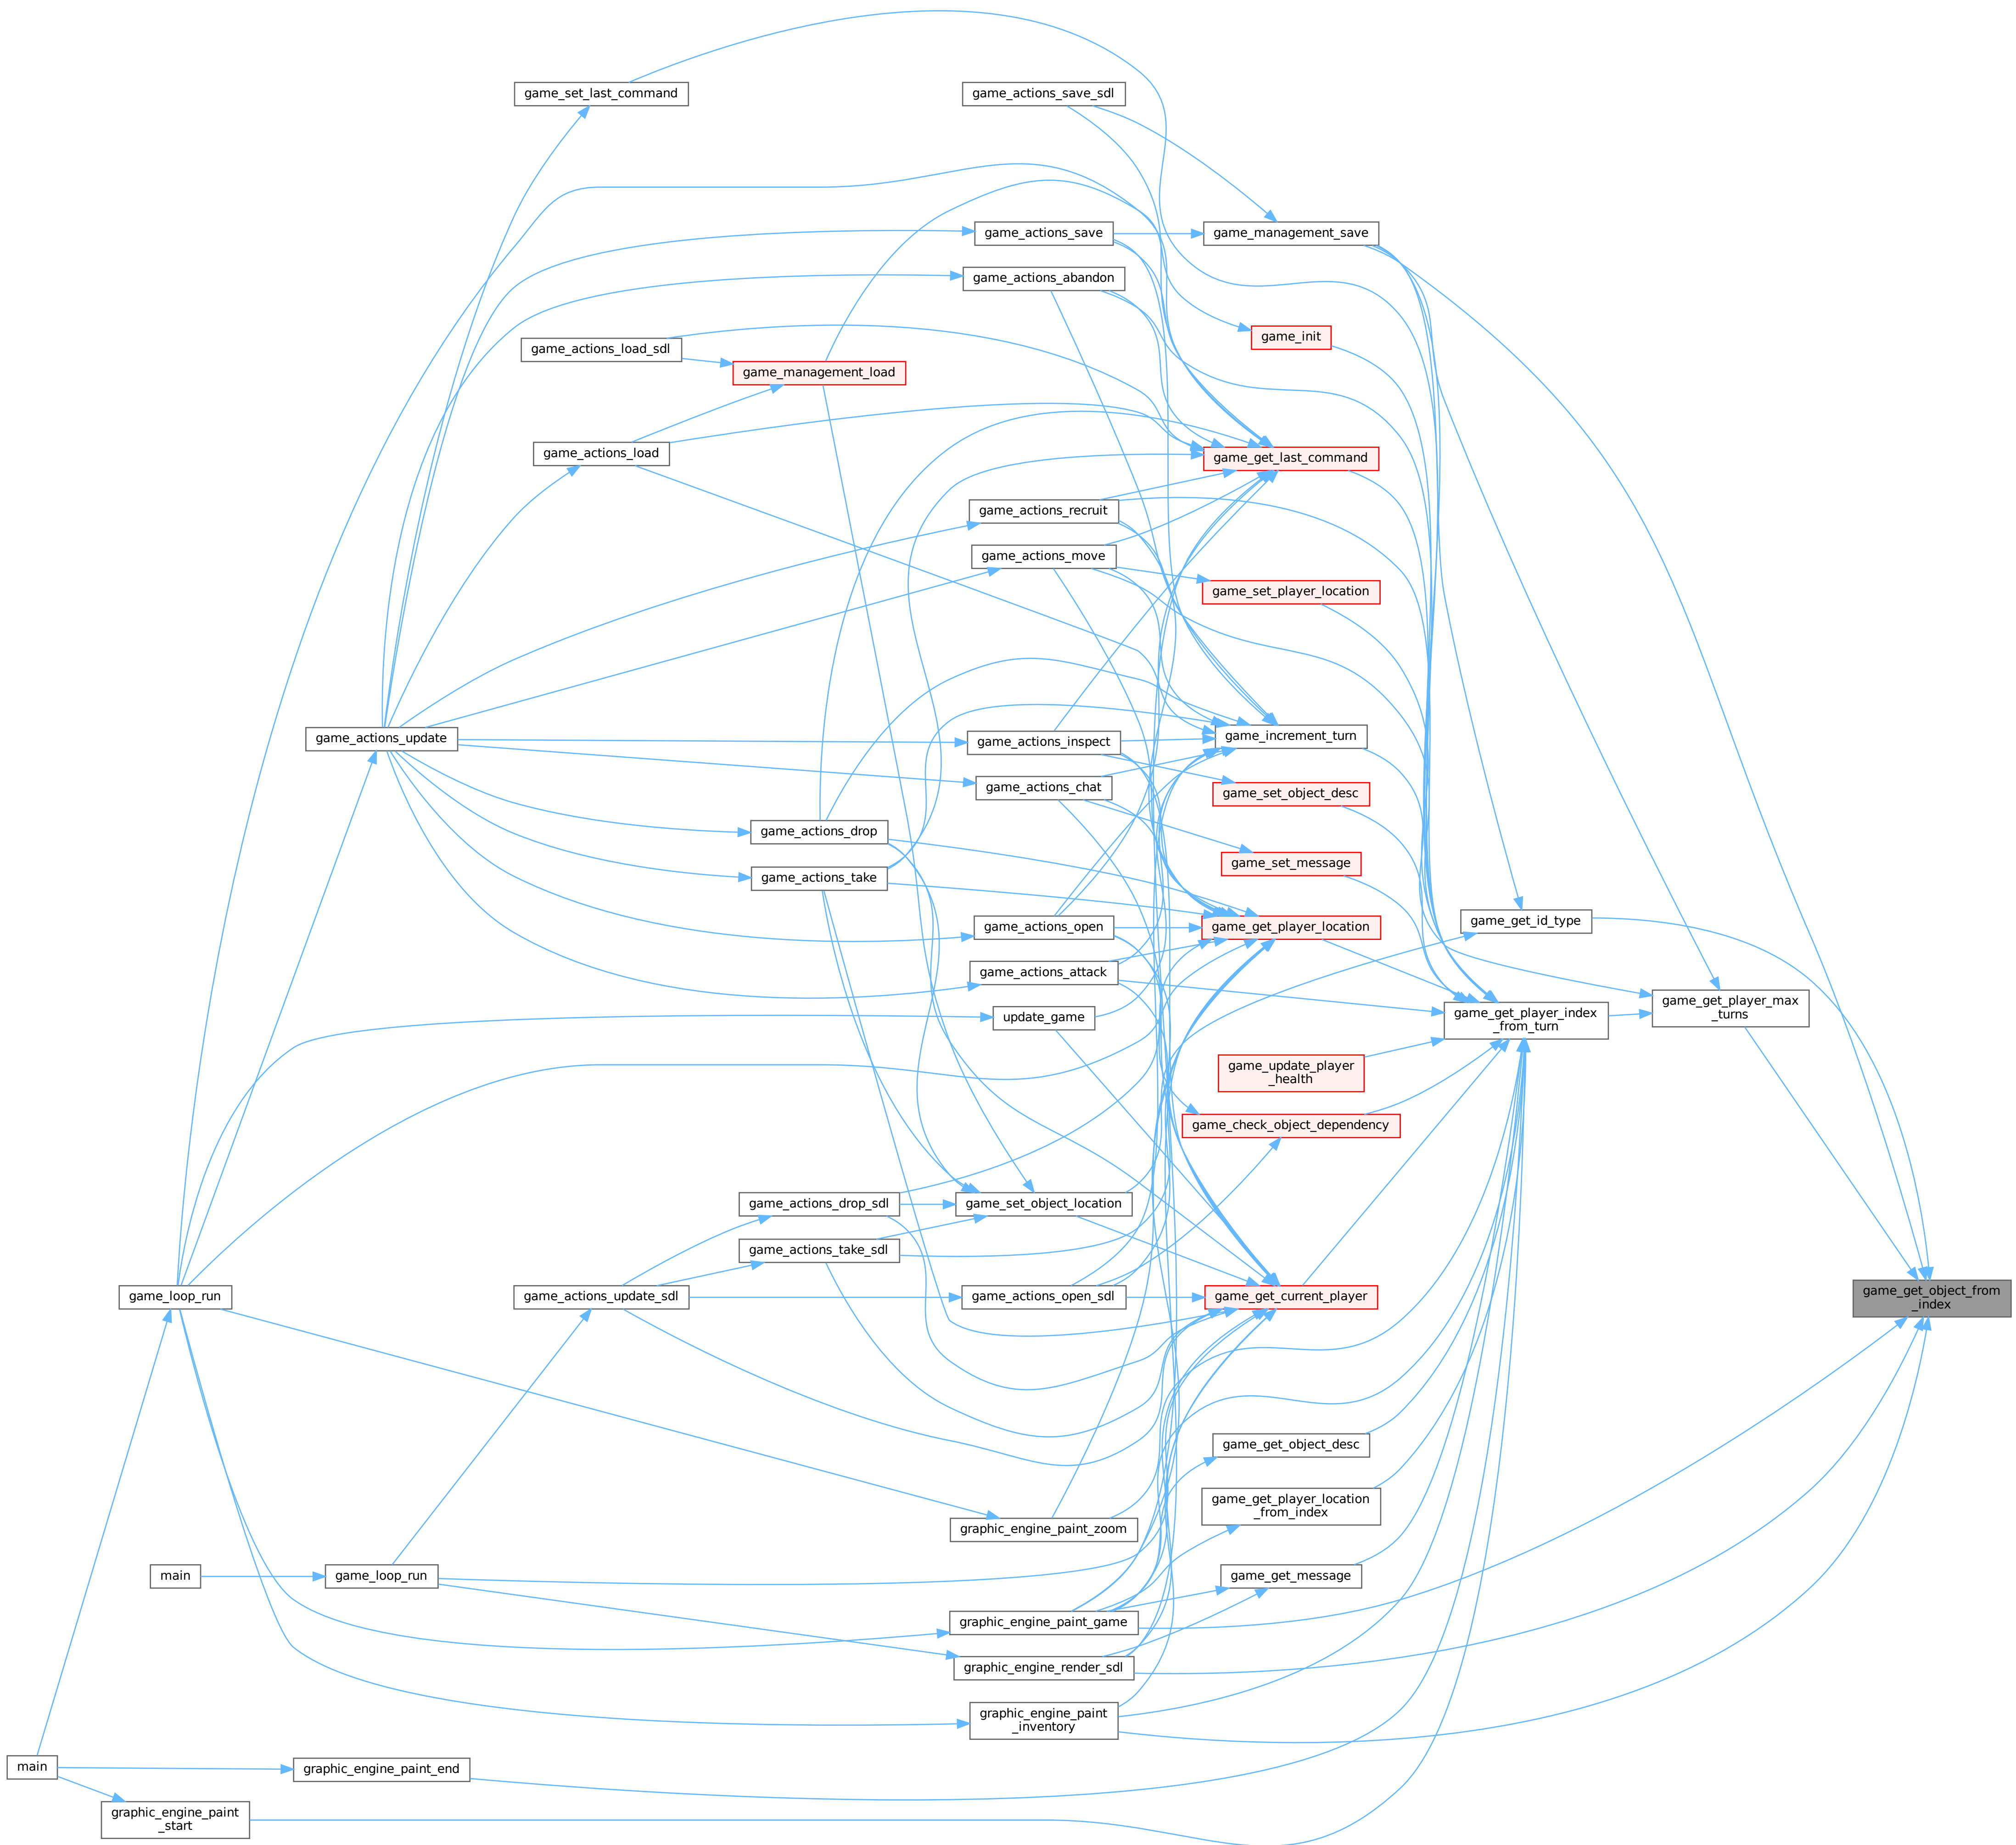 game_set_last_command
game_actions_save_sdl
game_actions_save
game_management_save
game_actions_abandon
game_init
game_actions_load_sdl
game_management_load
game_actions_load
game_get_last_command
game_actions_recruit
game_actions_move
game_set_player_location
game_actions_update
game_actions_inspect
game_increment_turn
game_actions_chat
game_set_object_desc
game_actions_drop
game_set_message
game_actions_take
game_actions_open
game_get_player_location
game_get_id_type
game_actions_attack
update_game
game_get_player_index
_from_turn
game_get_player_max
_turns
game_update_player
_health
game_check_object_dependency
game_actions_drop_sdl
game_set_object_location
game_actions_take_sdl
game_loop_run
game_actions_update_sdl
game_actions_open_sdl
game_get_current_player
game_get_object_from
_index
game_get_object_desc
game_get_player_location
_from_index
graphic_engine_paint_zoom
main
game_loop_run
game_get_message
graphic_engine_paint_game
graphic_engine_render_sdl
graphic_engine_paint
_inventory
main
graphic_engine_paint_end
graphic_engine_paint
_start